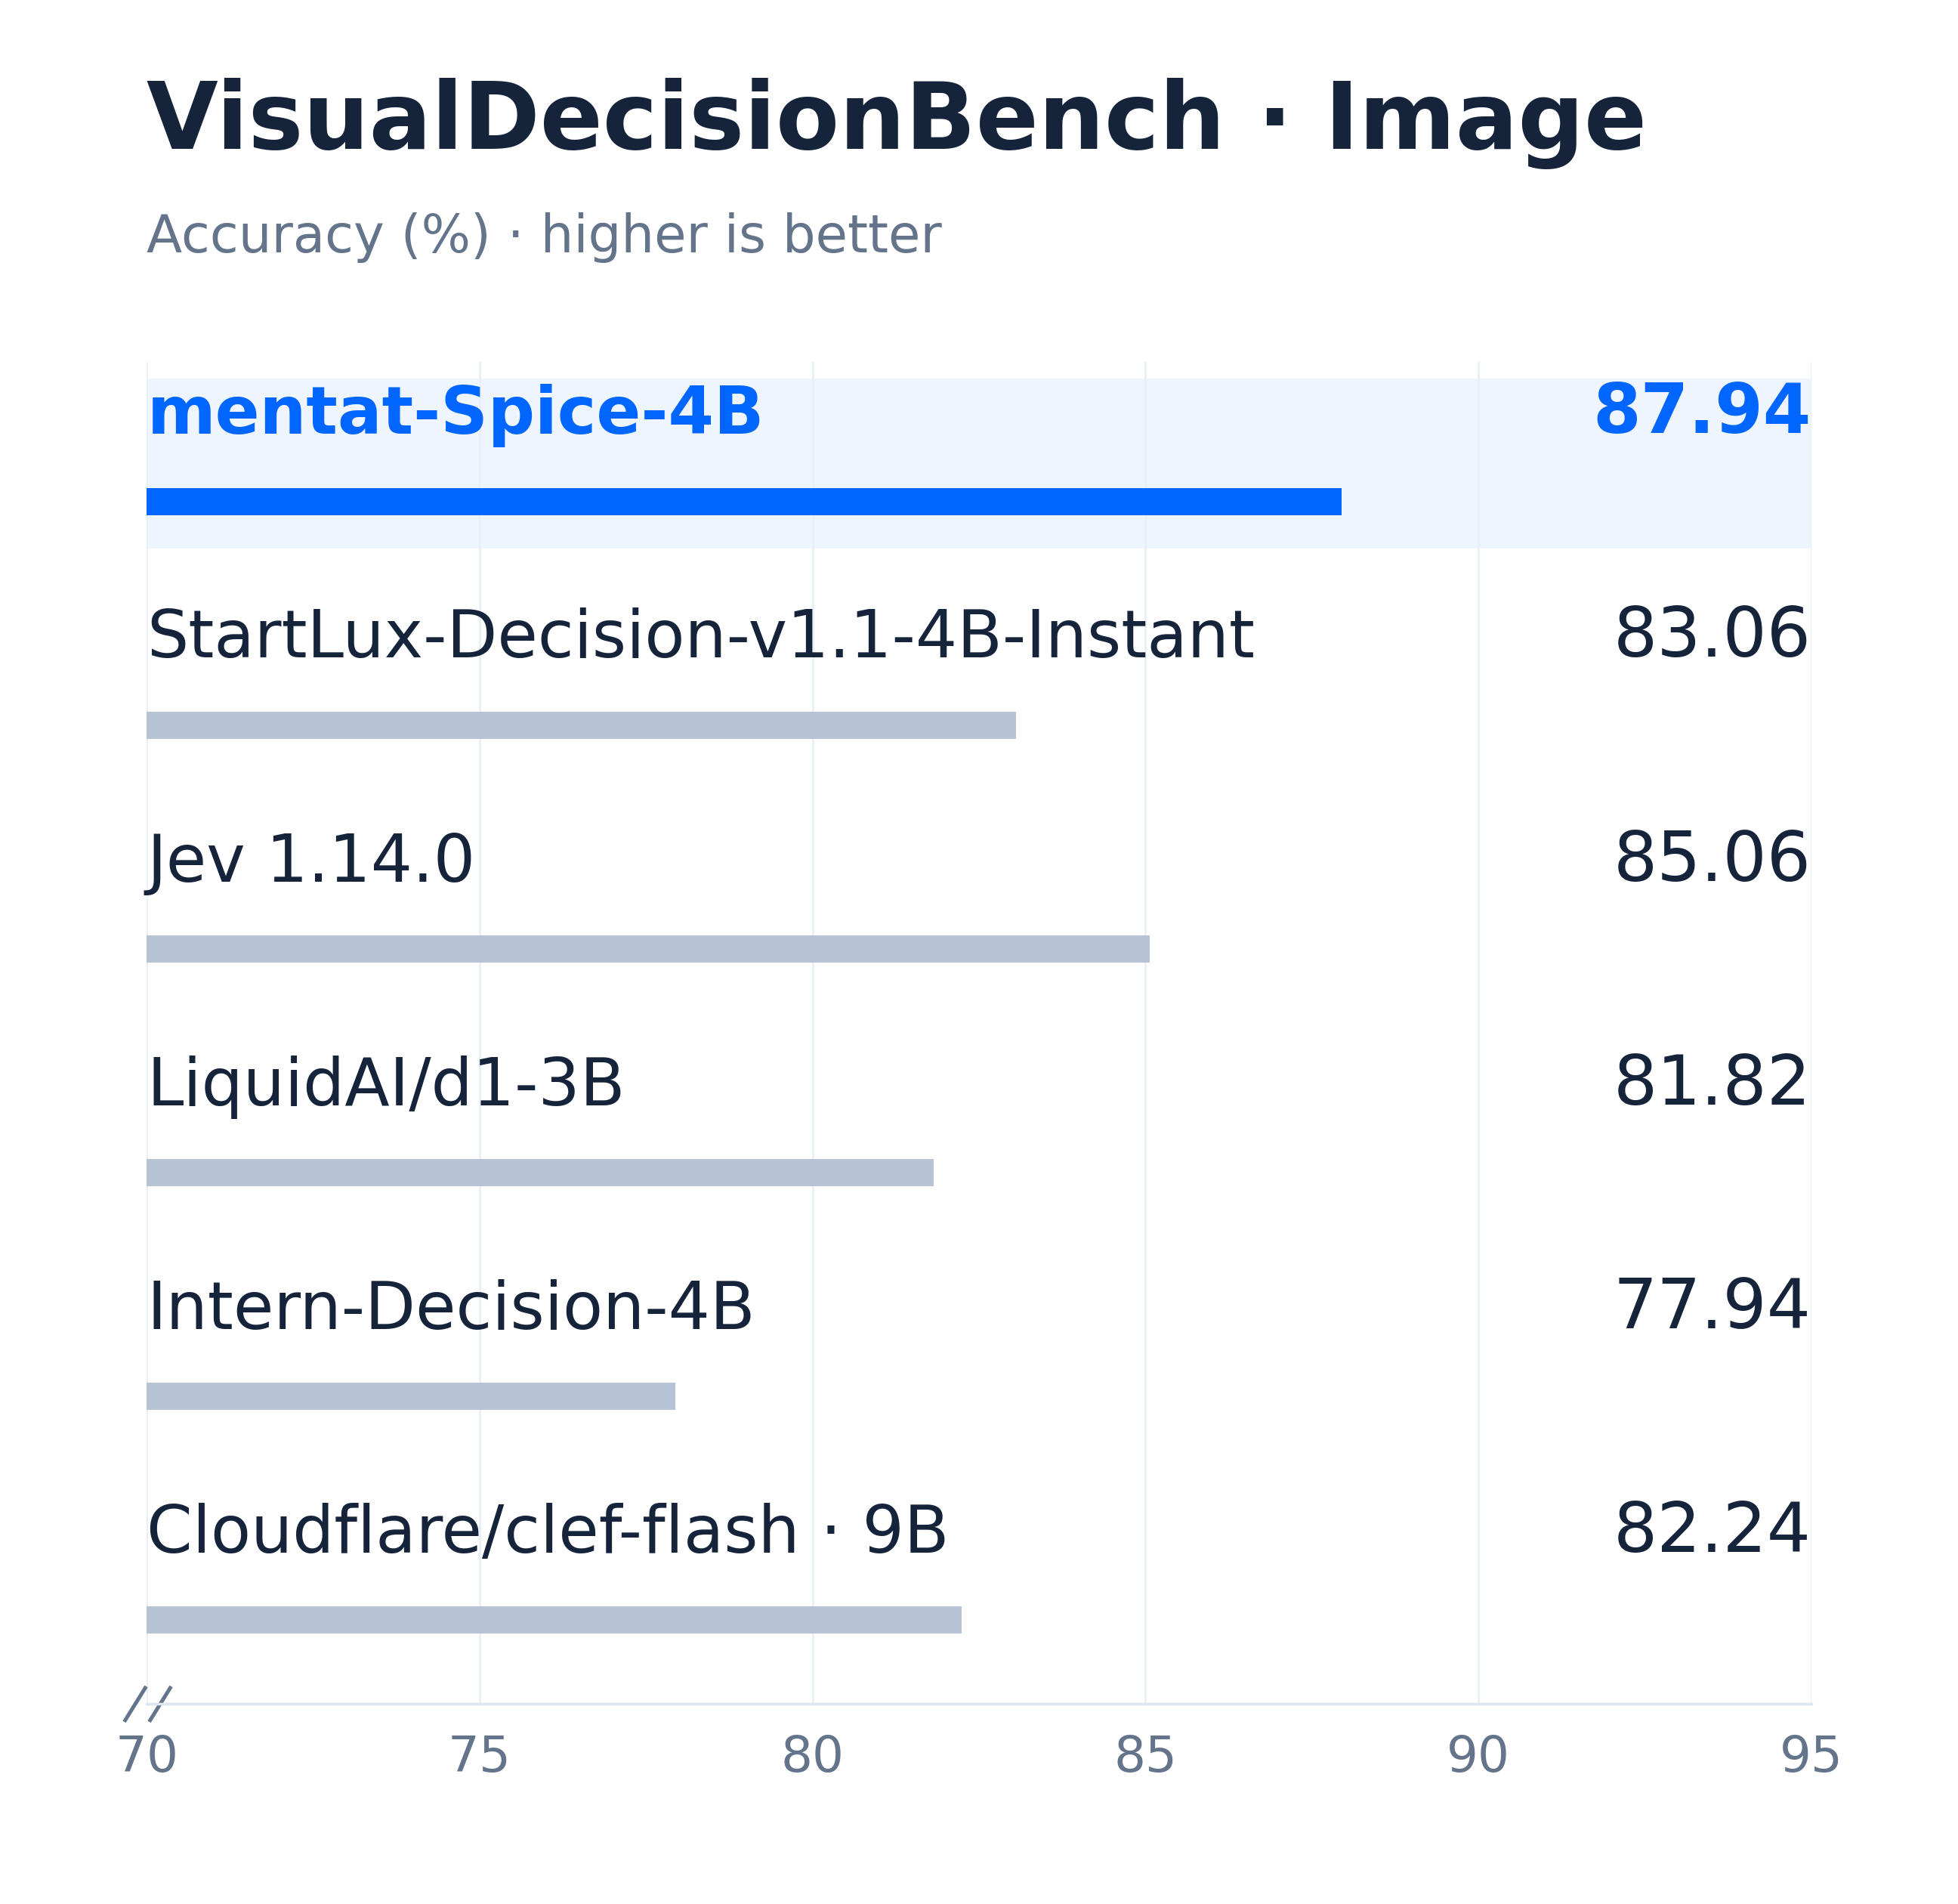 VisualDecisionBench · Image
Accuracy (%) · higher is better
mentat-Spice-4B 87.94
StartLux-Decision-v1.1-4B-Instant 83.06
Jev 1.14.0 85.06
LiquidAI/d1-3B 81.82
Intern-Decision-4B 77.94
Cloudflare/clef-flash · 9B 82.24
70 75 80 85 90 95